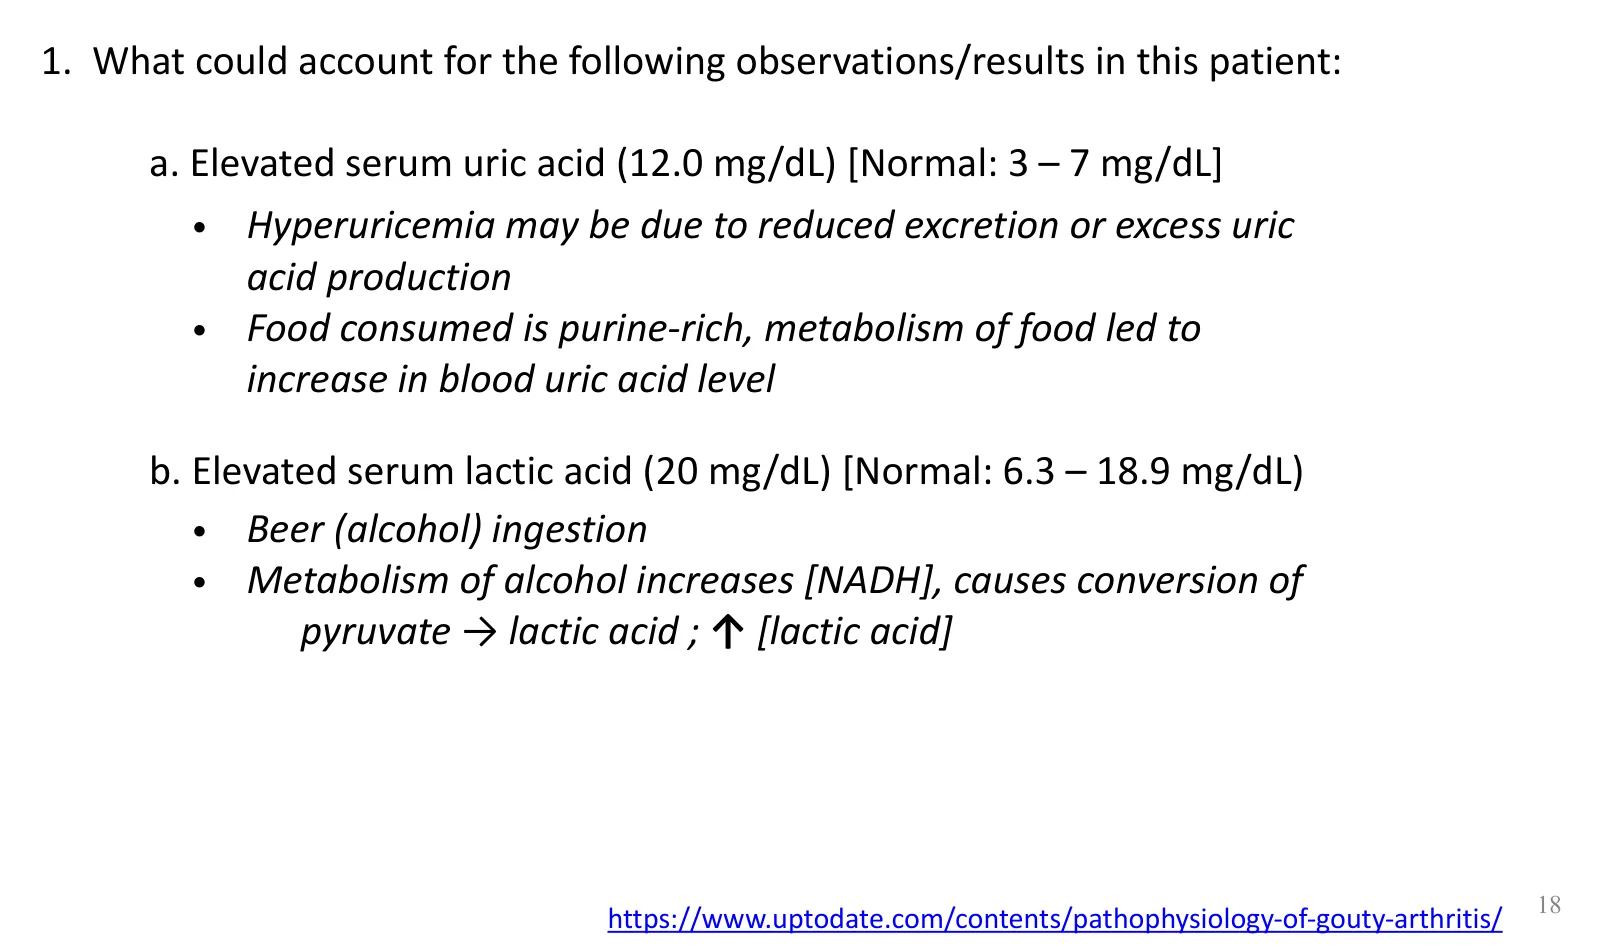 1. What could account for the following observations/results in this patient:
a. Elevated serum uric acid (12.0 mg/dL) [Normal: 3 – 7 mg/dL]
• Hyperuricemia may be due to reduced excretion or excess uric
acid production
• Food consumed is purine-rich, metabolism of food led to
increase in blood uric acid level
b. Elevated serum lactic acid (20 mg/dL) [Normal: 6.3 – 18.9 mg/dL)
• Beer (alcohol) ingestion
• Metabolism of alcohol increases [NADH], causes conversion of
pyruvate → lactic acid ; ↑ [lactic acid]
https://www.uptodate.com/contents/pathophysiology-of-gouty-arthritis/
18